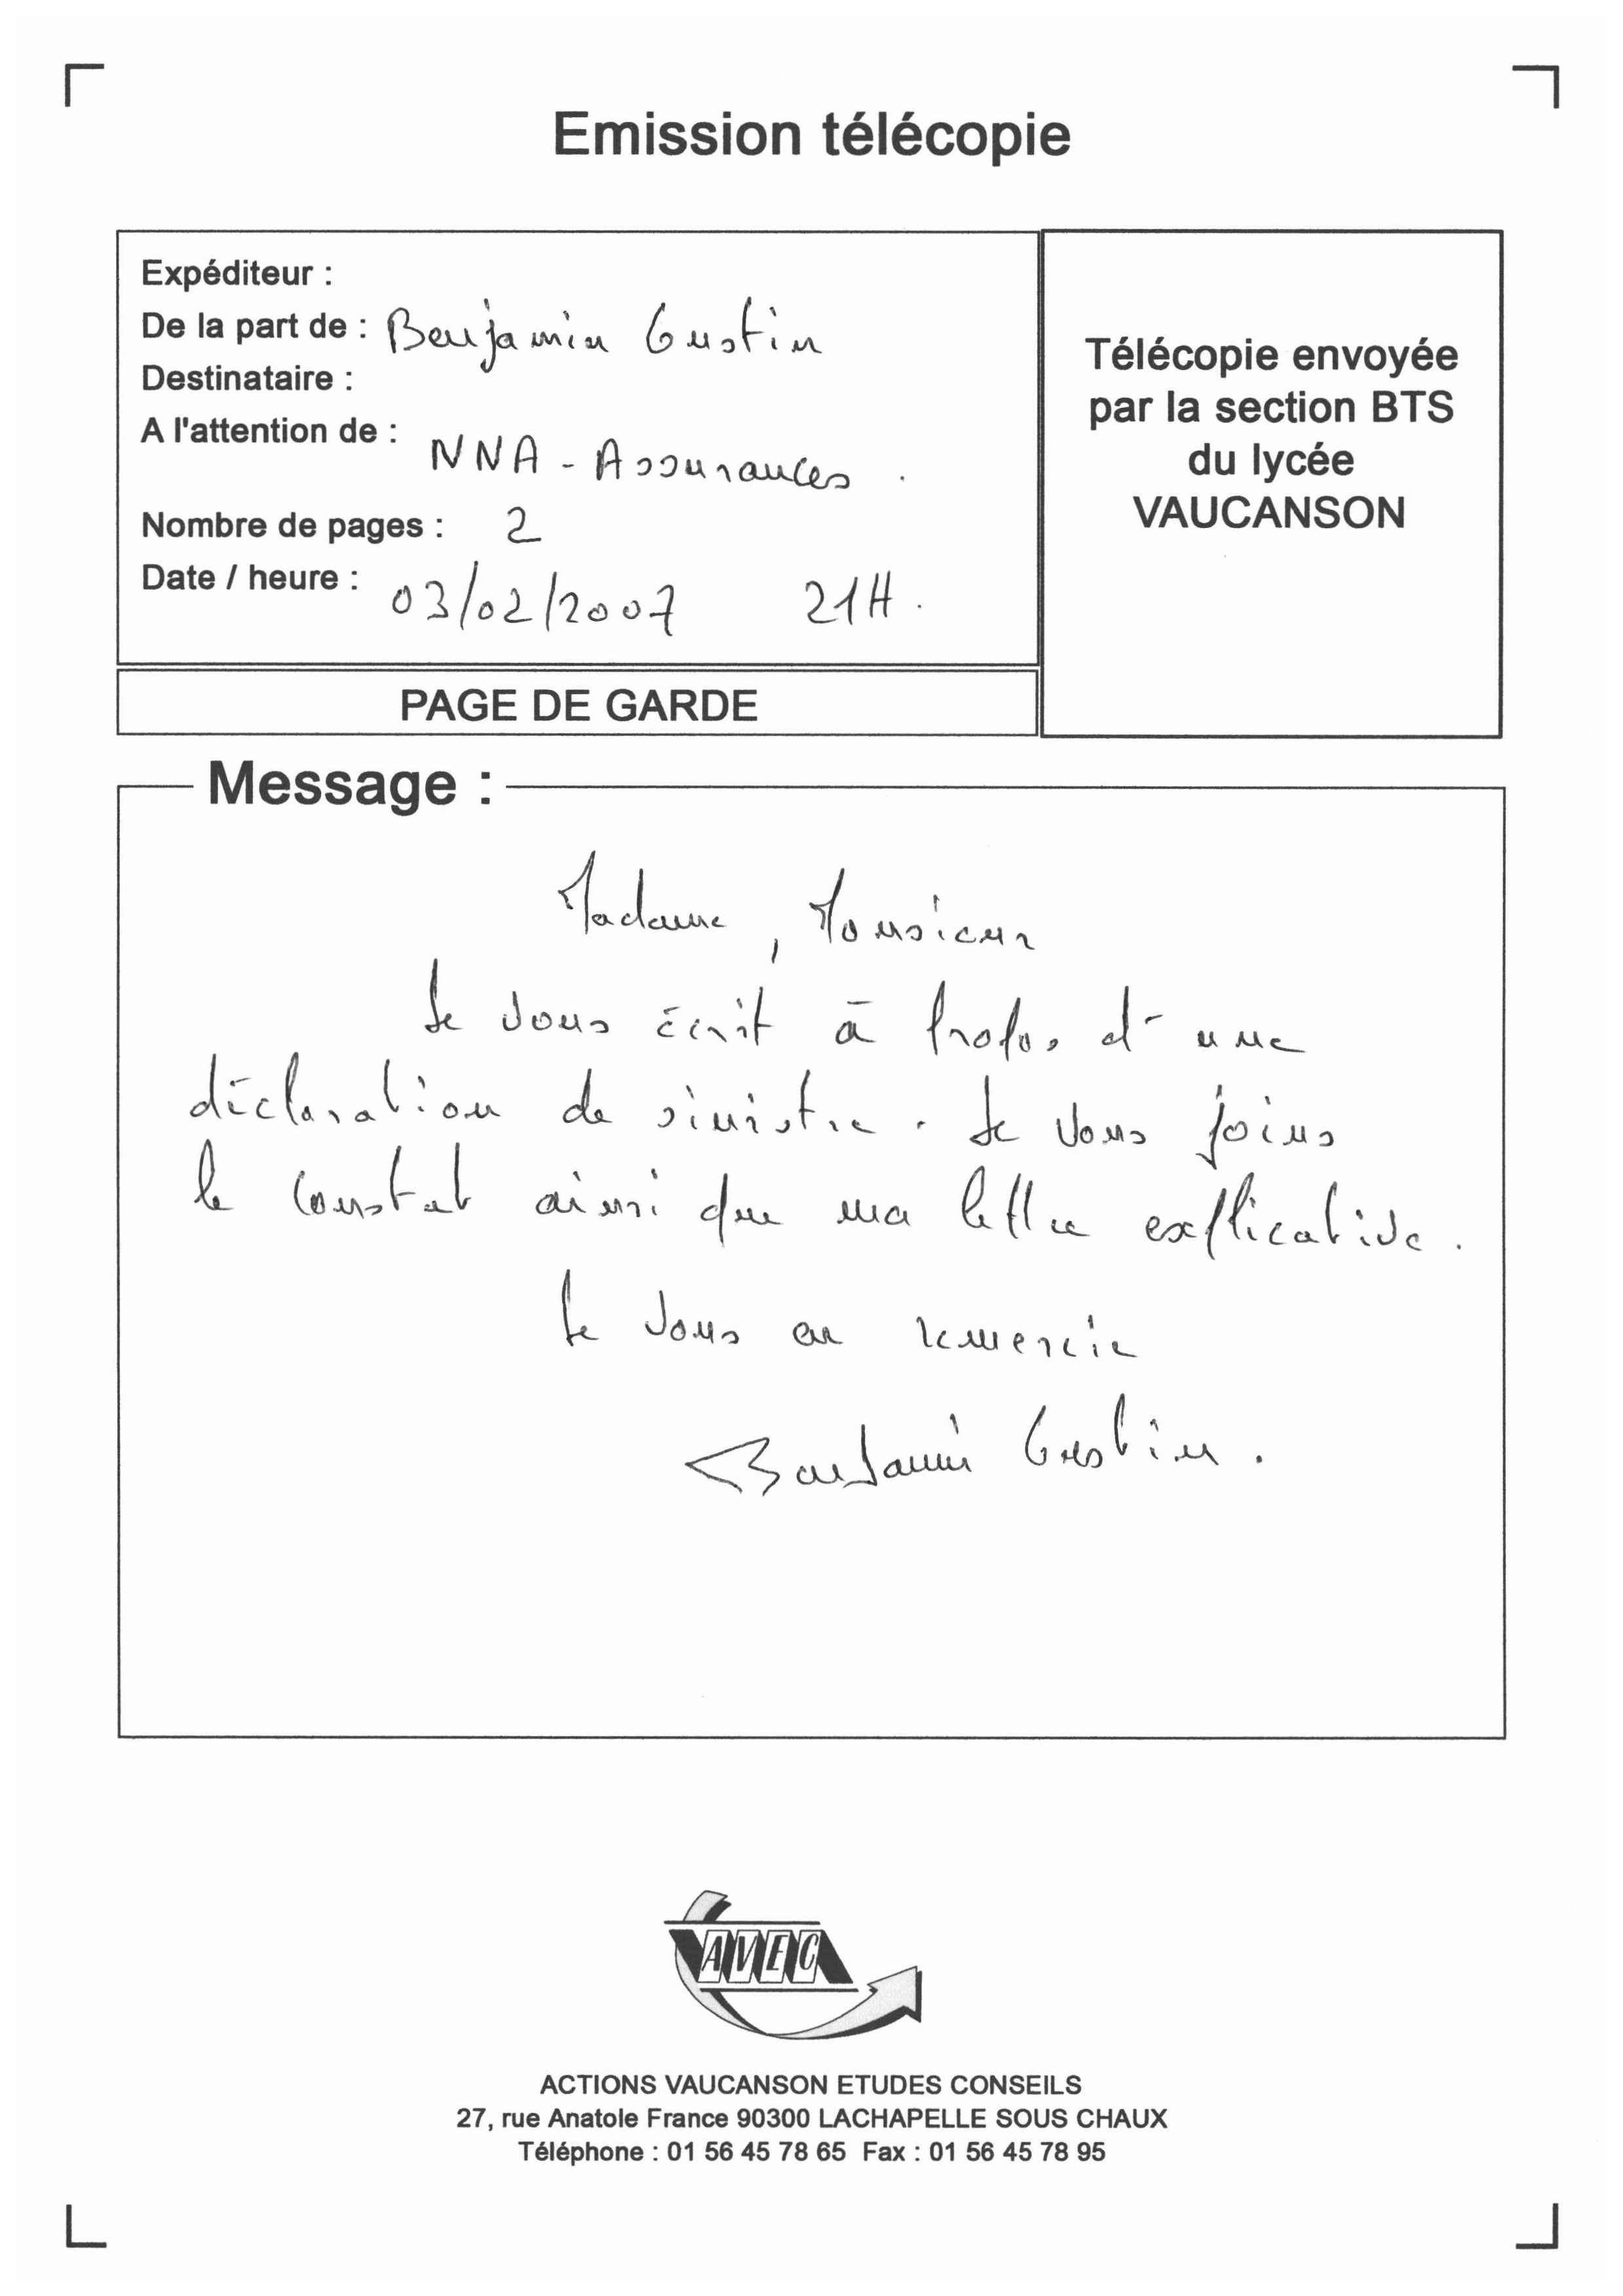 Emission télécopie
Expéditeur :
De la part de : Benjamin Gustin
Destinataire :
A l'attention de : NNA - Assurances .
Nombre de pages : 2
Date / heure : 03/02/2007 21H .
Télécopie envoyée
par la section BTS
du lycée
VAUCANSON
PAGE DE GARDE
Message :
Madame, Monsieur
Je vous écrit à propos d'une
déclaration de sinistre. Je vous joins
le constat ainsi que ma lettre explicative.
Je vous en remercie
Benjamin Gustin.
AVEC
ACTIONS VAUCANSON ETUDES CONSEILS
27, rue Anatole France 90300 LACHAPELLE SOUS CHAUX
Téléphone : 01 56 45 78 65 Fax : 01 56 45 78 95